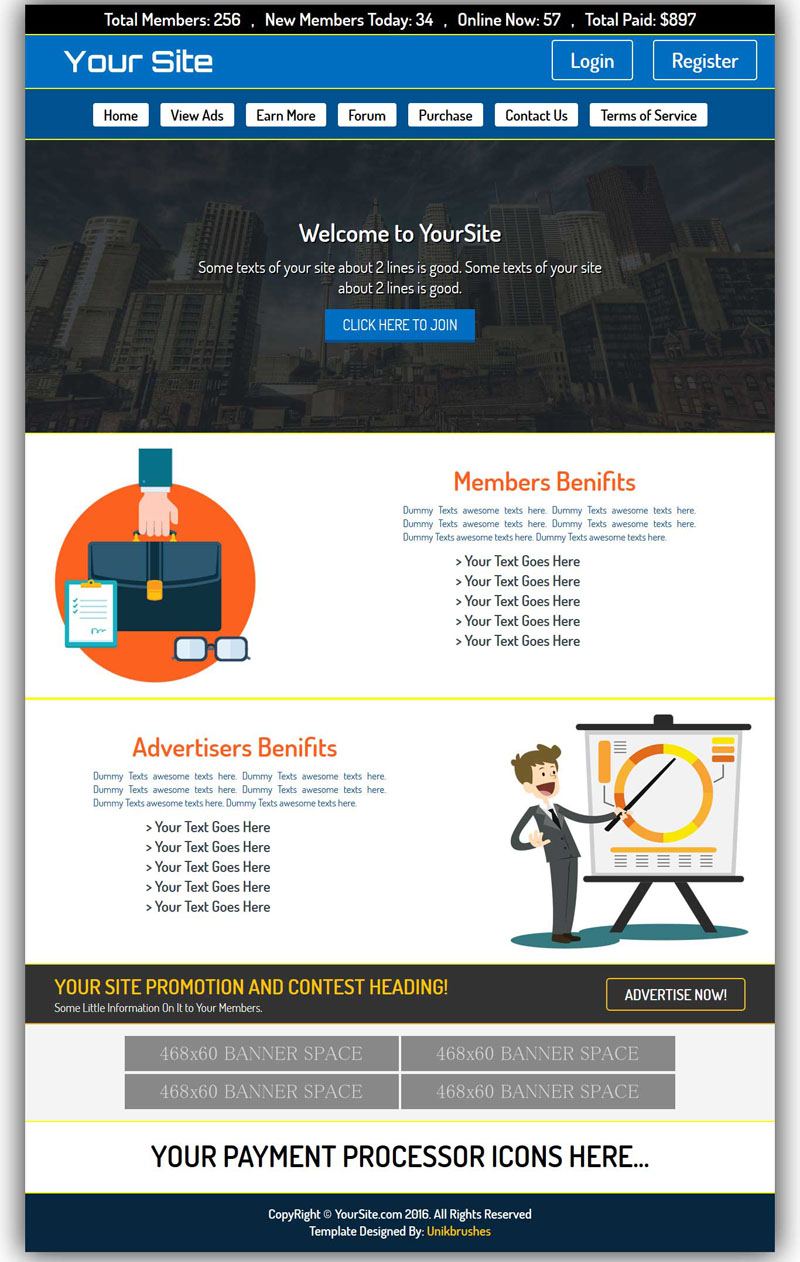 Total Members: 256 , New Members Today: 34 , Online Now: 57 , Total Paid: $897
Your Site
Login
Register
Home
View Ads
Earn More
Forum
Purchase
Contact Us
Terms of Service
Welcome to YourSite
Some texts of your site about 2 lines is good. Some texts of your site
about 2 lines is good.
CLICK HERE TO JOIN
Members Benifits
Dummy Texts awesome texts here. Dummy Texts awesome texts here.
Dummy Texts awesome texts here. Dummy Texts awesome texts here.
Dummy Texts awesome texts here. Dummy Texts awesome texts here.
> Your Text Goes Here
> Your Text Goes Here
> Your Text Goes Here
> Your Text Goes Here
> Your Text Goes Here
Advertisers Benifits
Dummy Texts awesome texts here. Dummy Texts awesome texts here.
Dummy Texts awesome texts here. Dummy Texts awesome texts here.
Dummy Texts awesome texts here. Dummy Texts awesome texts here.
> Your Text Goes Here
> Your Text Goes Here
> Your Text Goes Here
> Your Text Goes Here
> Your Text Goes Here
YOUR SITE PROMOTION AND CONTEST HEADING!
Some Little Information On It to Your Members.
ADVERTISE NOW!
468x60 BANNER SPACE
468x60 BANNER SPACE
468x60 BANNER SPACE
468x60 BANNER SPACE
YOUR PAYMENT PROCESSOR ICONS HERE...
CopyRight © YourSite.com 2016. All Rights Reserved
Template Designed By: Unikbrushes